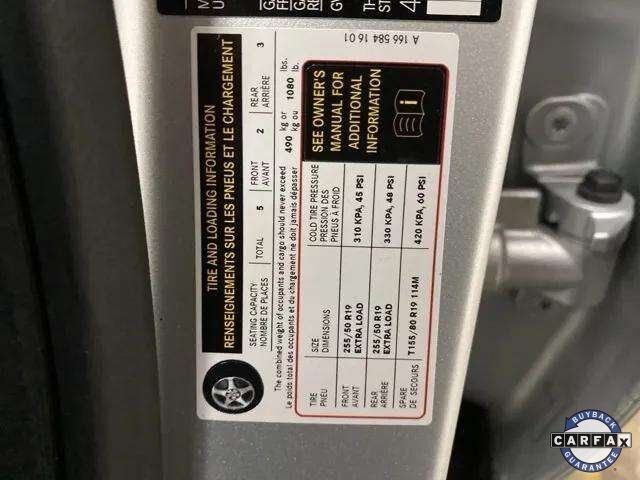 TIRE AND LOADING INFORMATION
RENSEIGNEMENTS SUR LES PNEUS ET LE CHARGEMENT
SEATING CAPACITY: TOTAL 5 FRONT 2 REAR 3
NOMBRE DE PLACES AVANT ARRIÈRE
The combined weight of occupants and cargo should never exceed 490 kg or 1080 lbs.
Le poids total des occupants et du chargement ne doit jamais dépasser kg ou lb.
TIRE SIZE COLD TIRE PRESSURE
PNEU DIMENSIONS PRESSION DES
PNEUS À FROID
FRONT 255/50 R19 310 KPA, 45 PSI
AVANT EXTRA LOAD
REAR 255/50 R19 330 KPA, 48 PSI
ARRIÈRE EXTRA LOAD
SPARE T155/80 R19 114M 420 KPA, 60 PSI
DE SECOURS
SEE OWNER'S
MANUAL FOR
ADDITIONAL
INFORMATION
i
A 166 584 16 01
BUYBACK
CARFAX
GUARANTEE